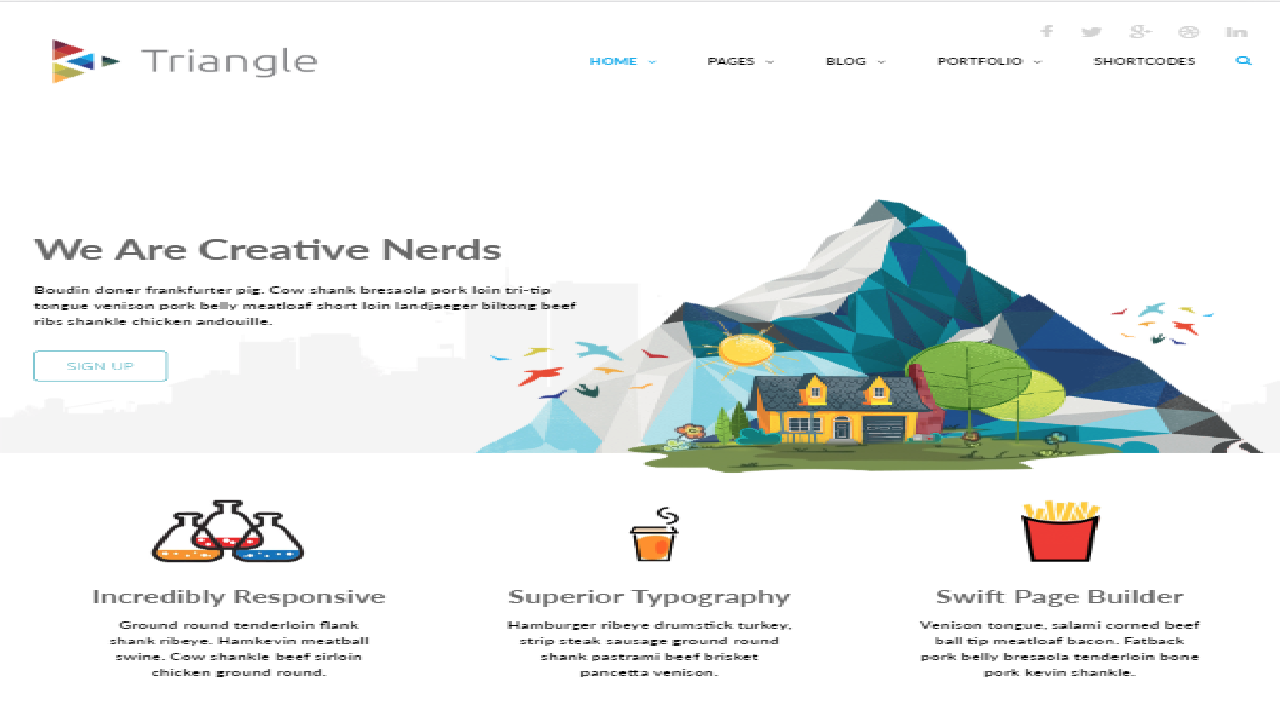 Triangle
HOME PAGES BLOG PORTFOLIO SHORTCODES
We Are Creative Nerds
Boudin doner frankfurter pig. Cow shank bresaola pork loin tri-tip
tongue venison pork belly meatloaf short loin landjaeger biltong beef
ribs shankle chicken andouille.
SIGN UP
Incredibly Responsive
Ground round tenderloin flank
shank ribeye. Hamkevin meatball
swine. Cow shankle beef sirloin
chicken ground round.
Superior Typography
Hamburger ribeye drumstick turkey,
strip steak sausage ground round
shank pastrami beef brisket
pancetta venison.
Swift Page Builder
Venison tongue, salami corned beef
ball tip meatloaf bacon. Fatback
pork belly bresaola tenderloin bone
pork kevin shankle.